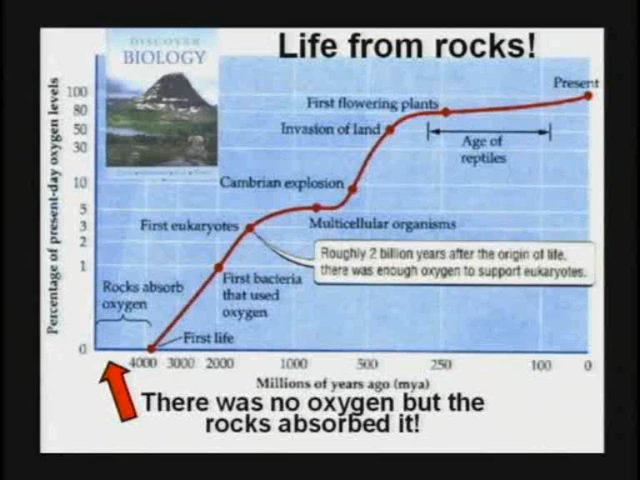 Life from rocks!
DISCOVER
BIOLOGY
Present
First flowering plants
Invasion of land
Age of
reptiles
Cambrian explosion
First eukaryotes
Multicellular organisms
Roughly 2 billion years after the origin of life,
there was enough oxygen to support eukaryotes.
Rocks absorb
oxygen
First bacteria
that used
oxygen
First life
Percentage of present-day oxygen levels
100
80
50
30
10
5
3
2
1
0
4000 3000 2000 1000 500 250 100 0
Millions of years ago (mya)
There was no oxygen but the
rocks absorbed it!